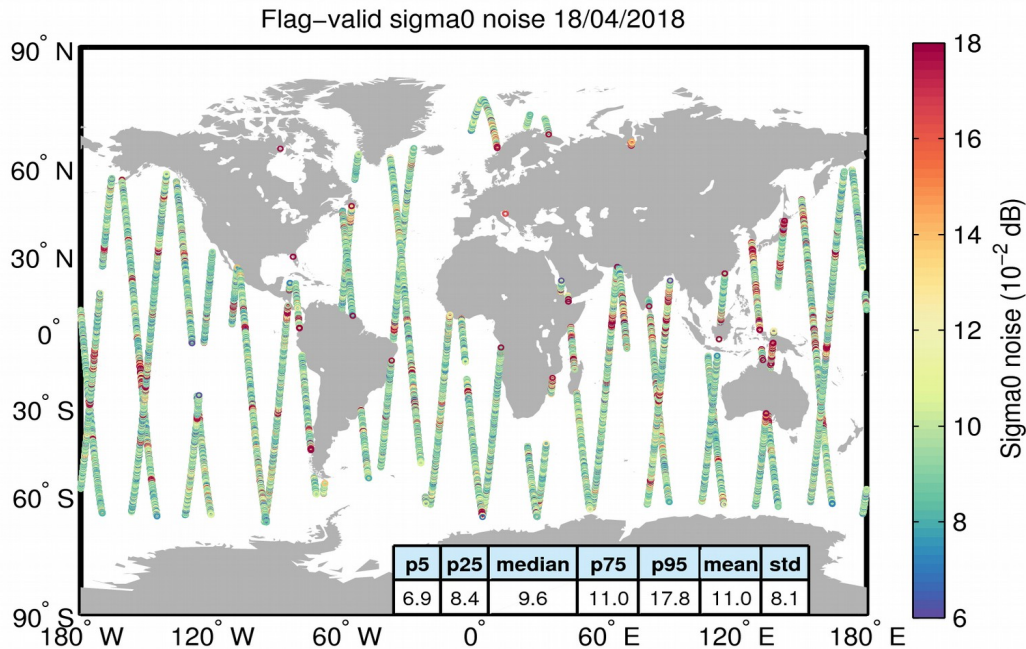 Flag−valid sigma0 noise 18/04/2018
90° N
60° N
30° N
0°
30° S
60° S
90° S
180° W
120° W
60° W
0°
60° E
120° E
180° E
p5 p25 median p75 p95 mean std
6.9 8.4 9.6 11.0 17.8 11.0 8.1
18
16
14
12
10
8
6
Sigma0 noise (10⁻² dB)